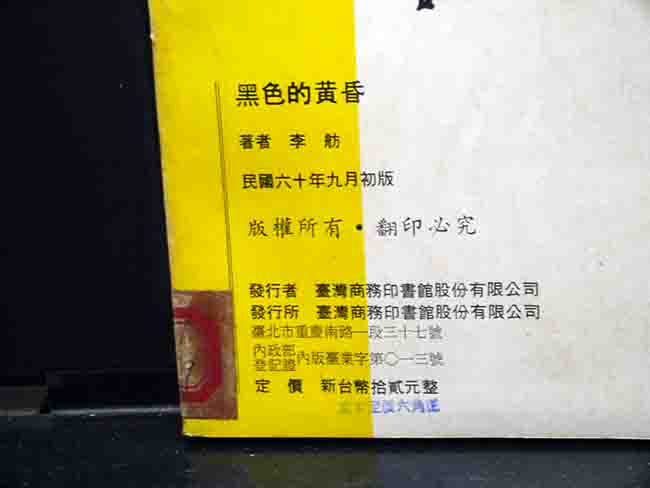 黑色的黃昏
著者 李 舫
民國六十年九月初版
版權所有•翻印必究
發行者 臺灣商務印書館股份有限公司
發行所 臺灣商務印書館股份有限公司
臺北市重慶南路一段三十七號
內政部
登記證 內版臺業字第〇一三號
定 價 新台幣拾貳元整